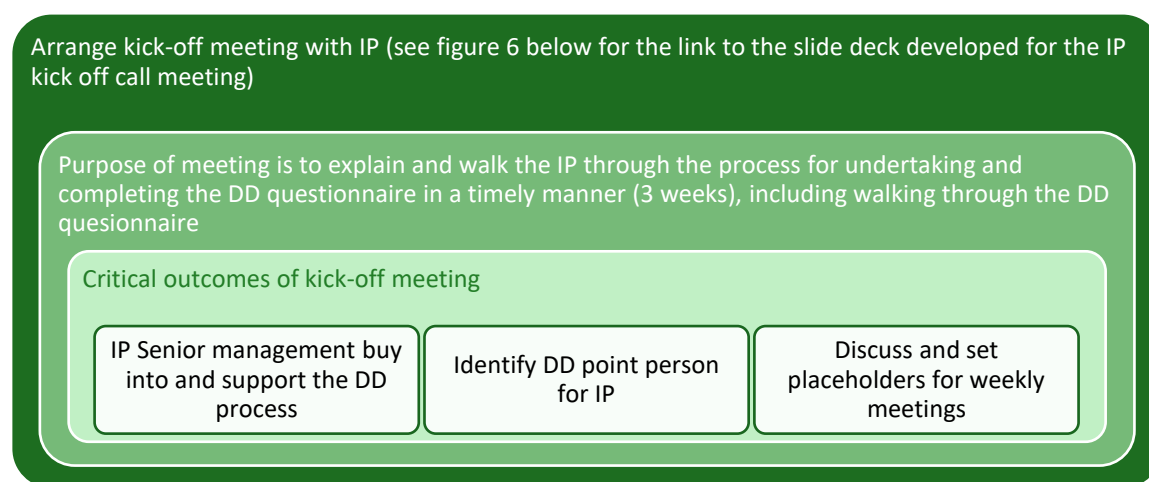 Arrange kick-off meeting with IP (see figure 6 below for the link to the slide deck developed for the IP
kick off call meeting)
Purpose of meeting is to explain and walk the IP through the process for undertaking and
completing the DD questionnaire in a timely manner (3 weeks), including walking through the DD
quesionnaire
Critical outcomes of kick-off meeting
IP Senior management buy
into and support the DD
process
Identify DD point person
for IP
Discuss and set
placeholders for weekly
meetings